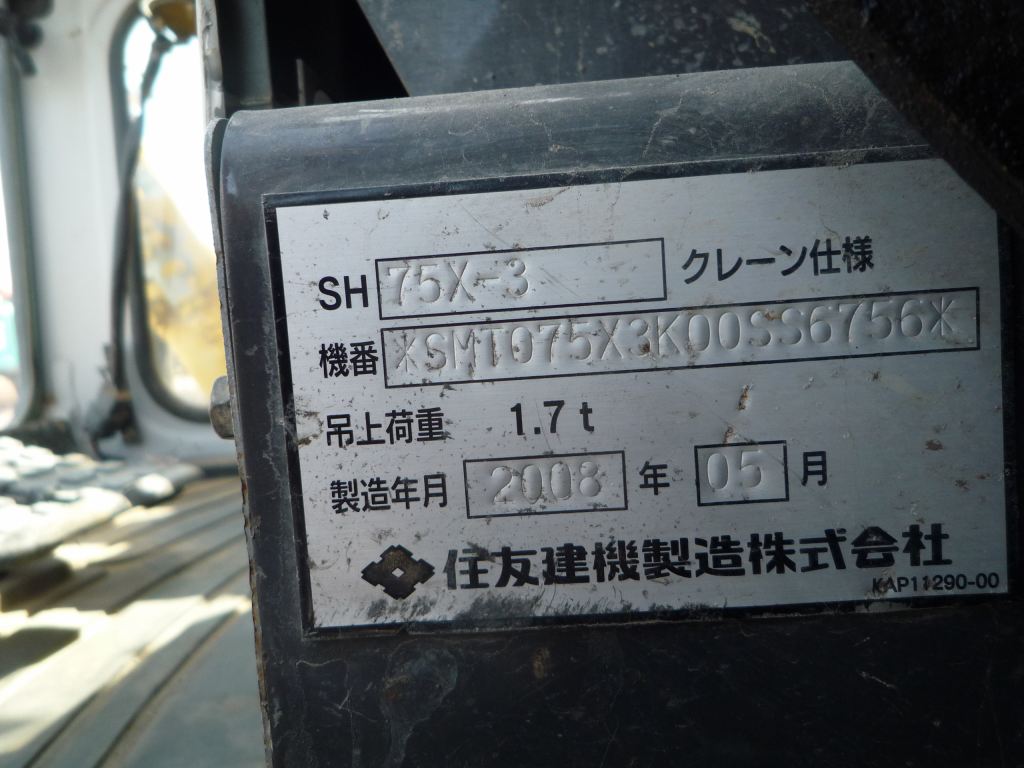 SH 75X-3 クレーン仕様
機番 *SMT075X3K00SS6756*
吊上荷重 1.7t
製造年月 2008 年 05 月
住友建機製造株式会社
KAP11290-00